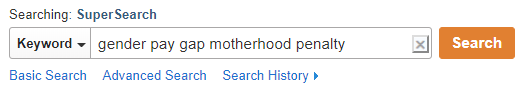 Searching: SuperSearch
Keyword gender pay gap motherhood penalty Search
Basic Search Advanced Search Search History